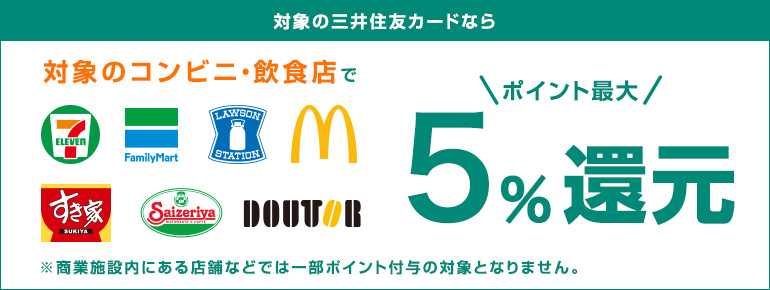 対象の三井住友カードなら
対象のコンビニ・飲食店で
7
ELEVEN
FamilyMart
LAWSON
STATION
M
すき家
SUKIYA
Saizeriya
RISTORANTE E CAFFÈ
DOUTOR
ポイント最大
5%還元
※商業施設内にある店舗などでは一部ポイント付与の対象となりません。